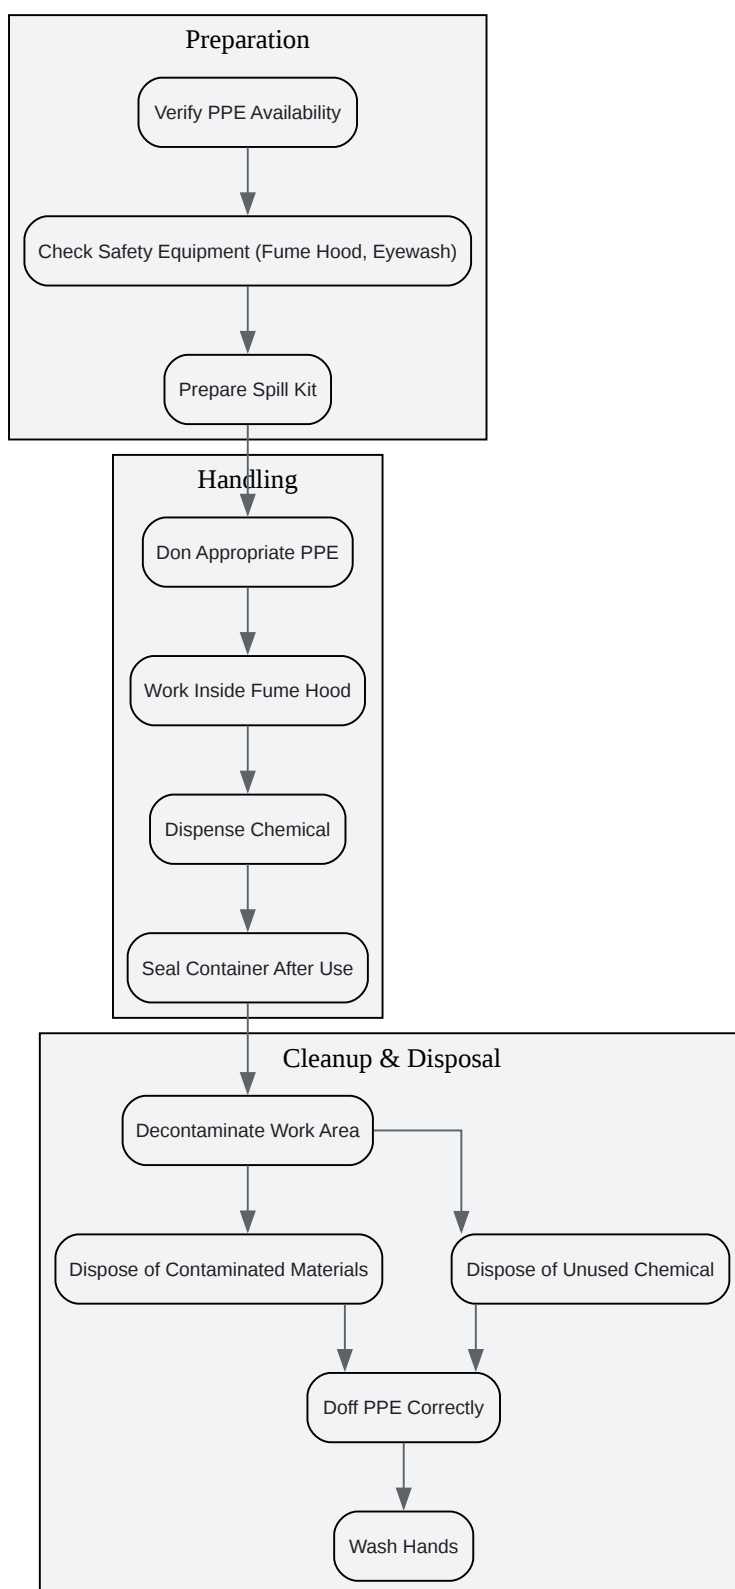 Preparation
Verify PPE Availability
Check Safety Equipment (Fume Hood, Eyewash)
Prepare Spill Kit
Handling
Don Appropriate PPE
Work Inside Fume Hood
Dispense Chemical
Seal Container After Use
Cleanup & Disposal
Decontaminate Work Area
Dispose of Contaminated Materials
Dispose of Unused Chemical
Doff PPE Correctly
Wash Hands